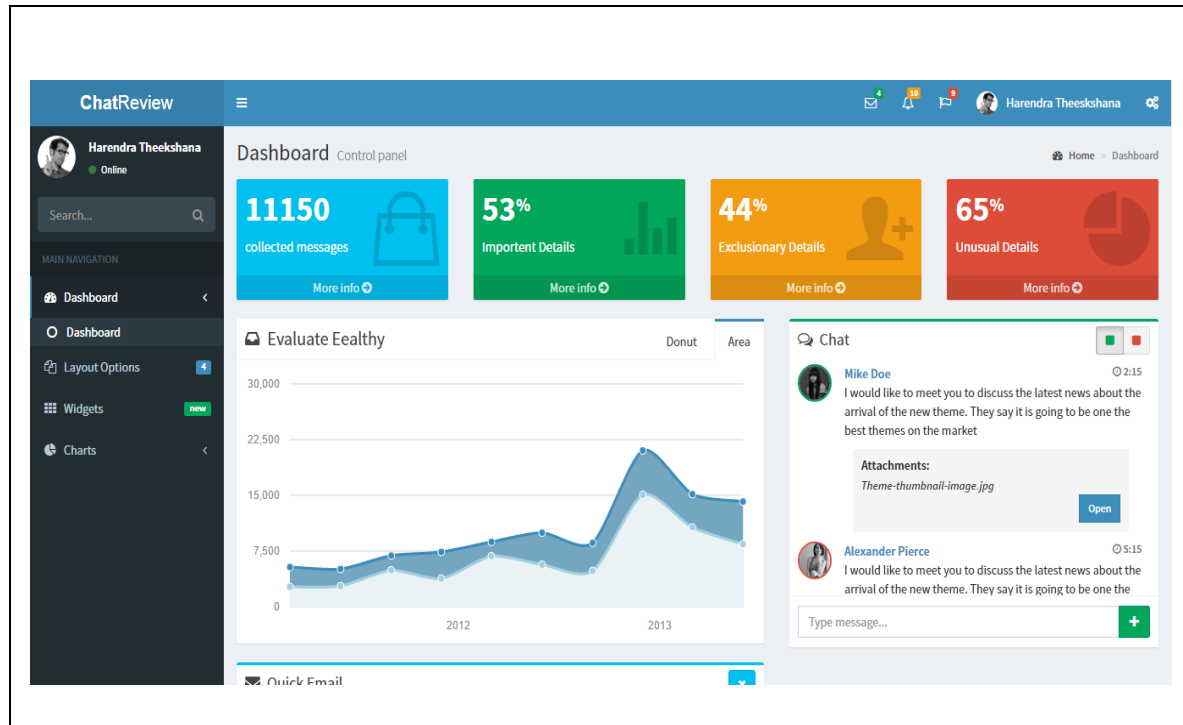 ChatReview
4
10
9
Harendra Theeskshana
Harendra Theekshana
Online
Search...
MAIN NAVIGATION
Dashboard
Dashboard
Layout Options 4
Widgets new
Charts
Dashboard Control panel
Home > Dashboard
11150
collected messages
More info
53%
Importent Details
More info
44%
Exclusionary Details
More info
65%
Unusual Details
More info
Evaluate Eealthy
Donut Area
30,000
22,500
15,000
7,500
0
2012 2013
Chat
Mike Doe 2:15
I would like to meet you to discuss the latest news about the
arrival of the new theme. They say it is going to be one the
best themes on the market
Attachments:
Theme-thumbnail-image.jpg
Open
Alexander Pierce 5:15
I would like to meet you to discuss the latest news about the
arrival of the new theme. They say it is going to be one the
Type message...
Quick Email